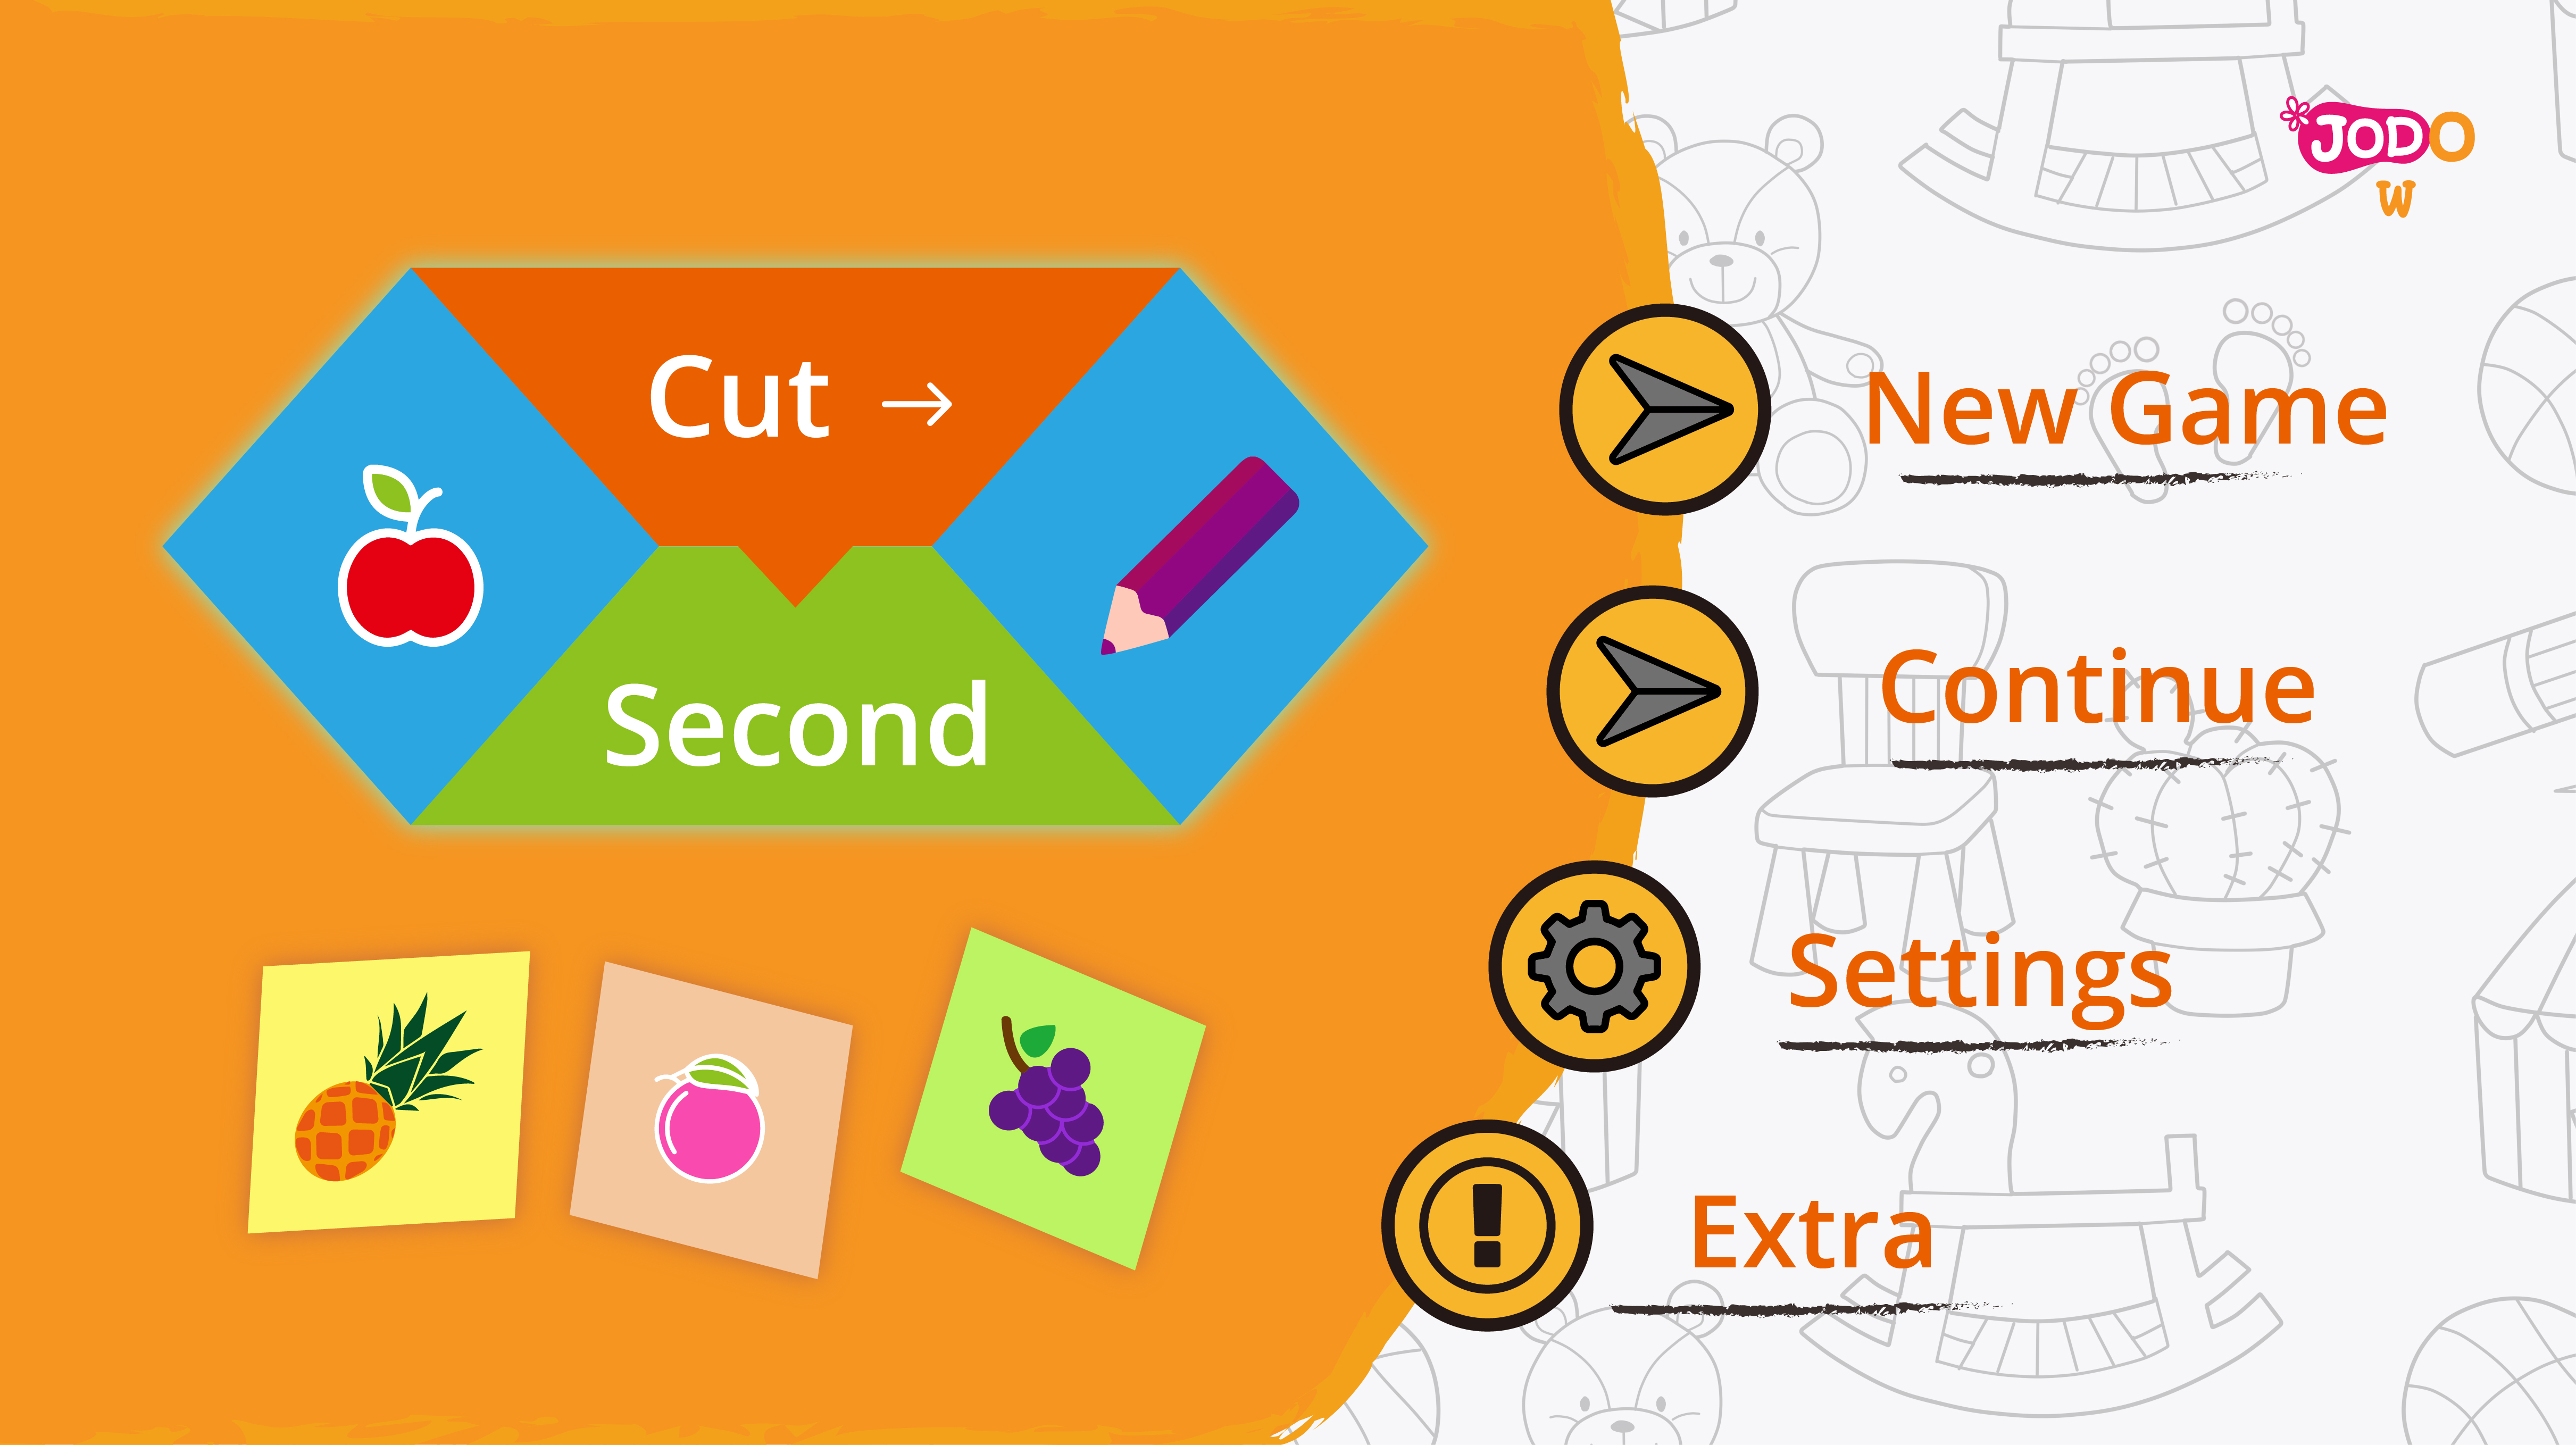 Cut →
Second
JODO
W
New Game
Continue
Settings
Extra